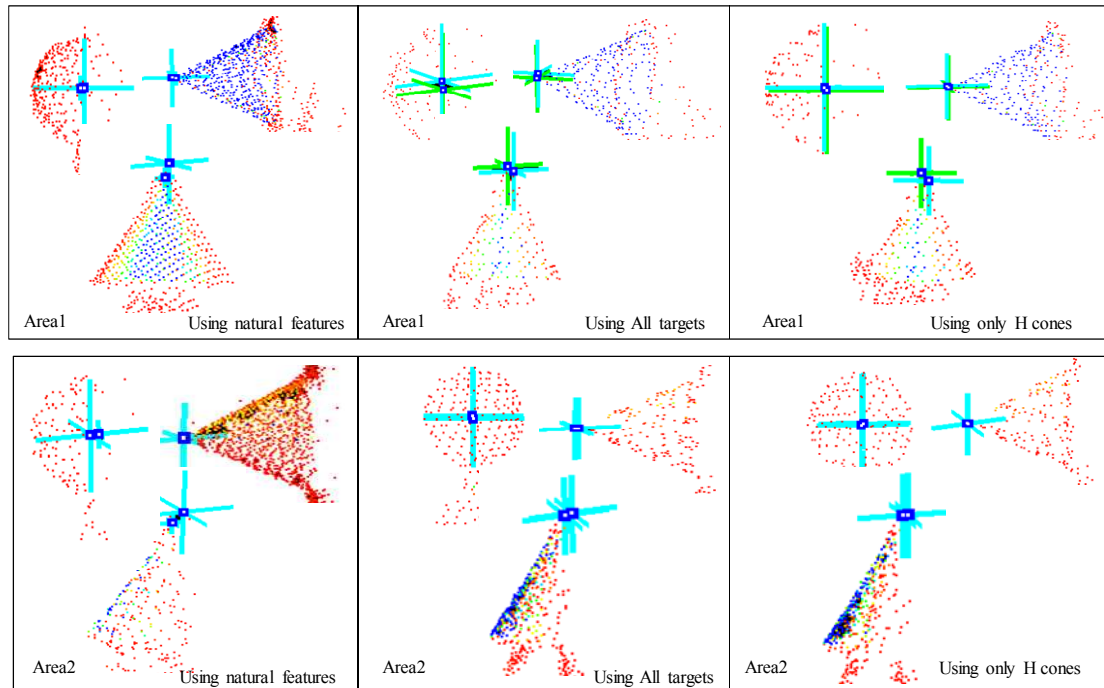 Area1
Using natural features
Area1
Using All targets
Area1
Using only H cones
Area2
Using natural features
Area2
Using All targets
Area2
Using only H cones